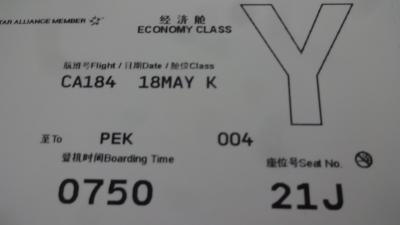 STAR ALLIANCE MEMBER
经济舱
ECONOMY CLASS
Y
航班号Flight / 日期Date / 舱位Class
CA184 18MAY K
至To PEK 004
登机时间Boarding Time
座位号Seat No.
0750 21J